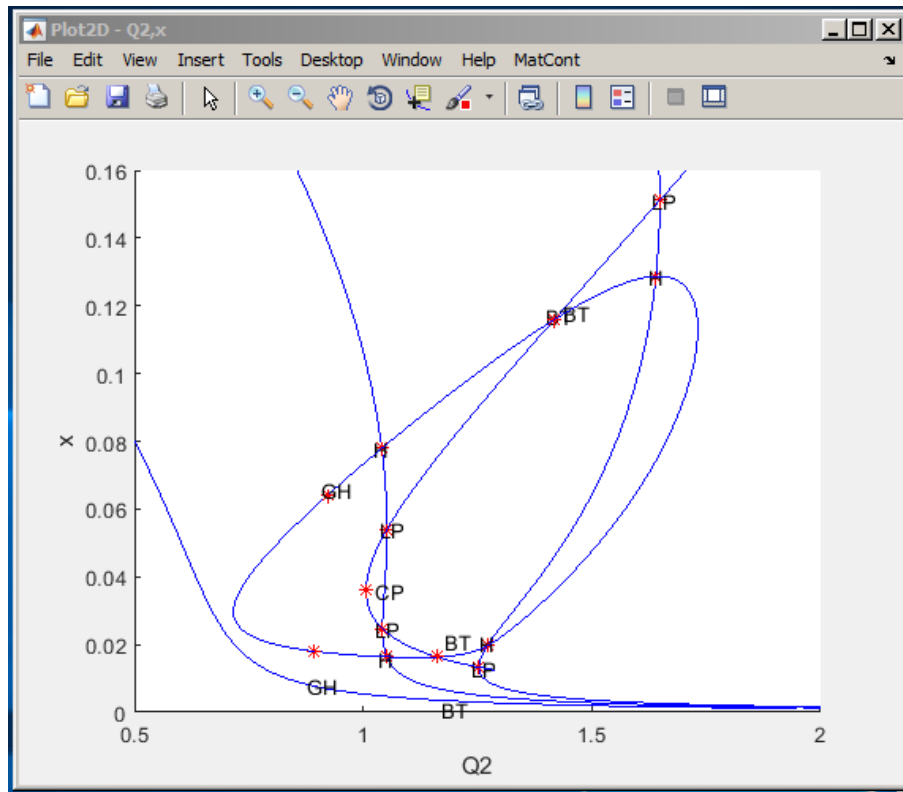 Plot2D - Q2,x
File Edit View Insert Tools Desktop Window Help MatCont
0.16
LP
0.14
H
0.12
BT
0.1
x
0.08
H
GH
0.06
LP
0.04
CP
LP
BT
H
0.02
H
LP
GH
BT
0
0.5 1 1.5 2
Q2